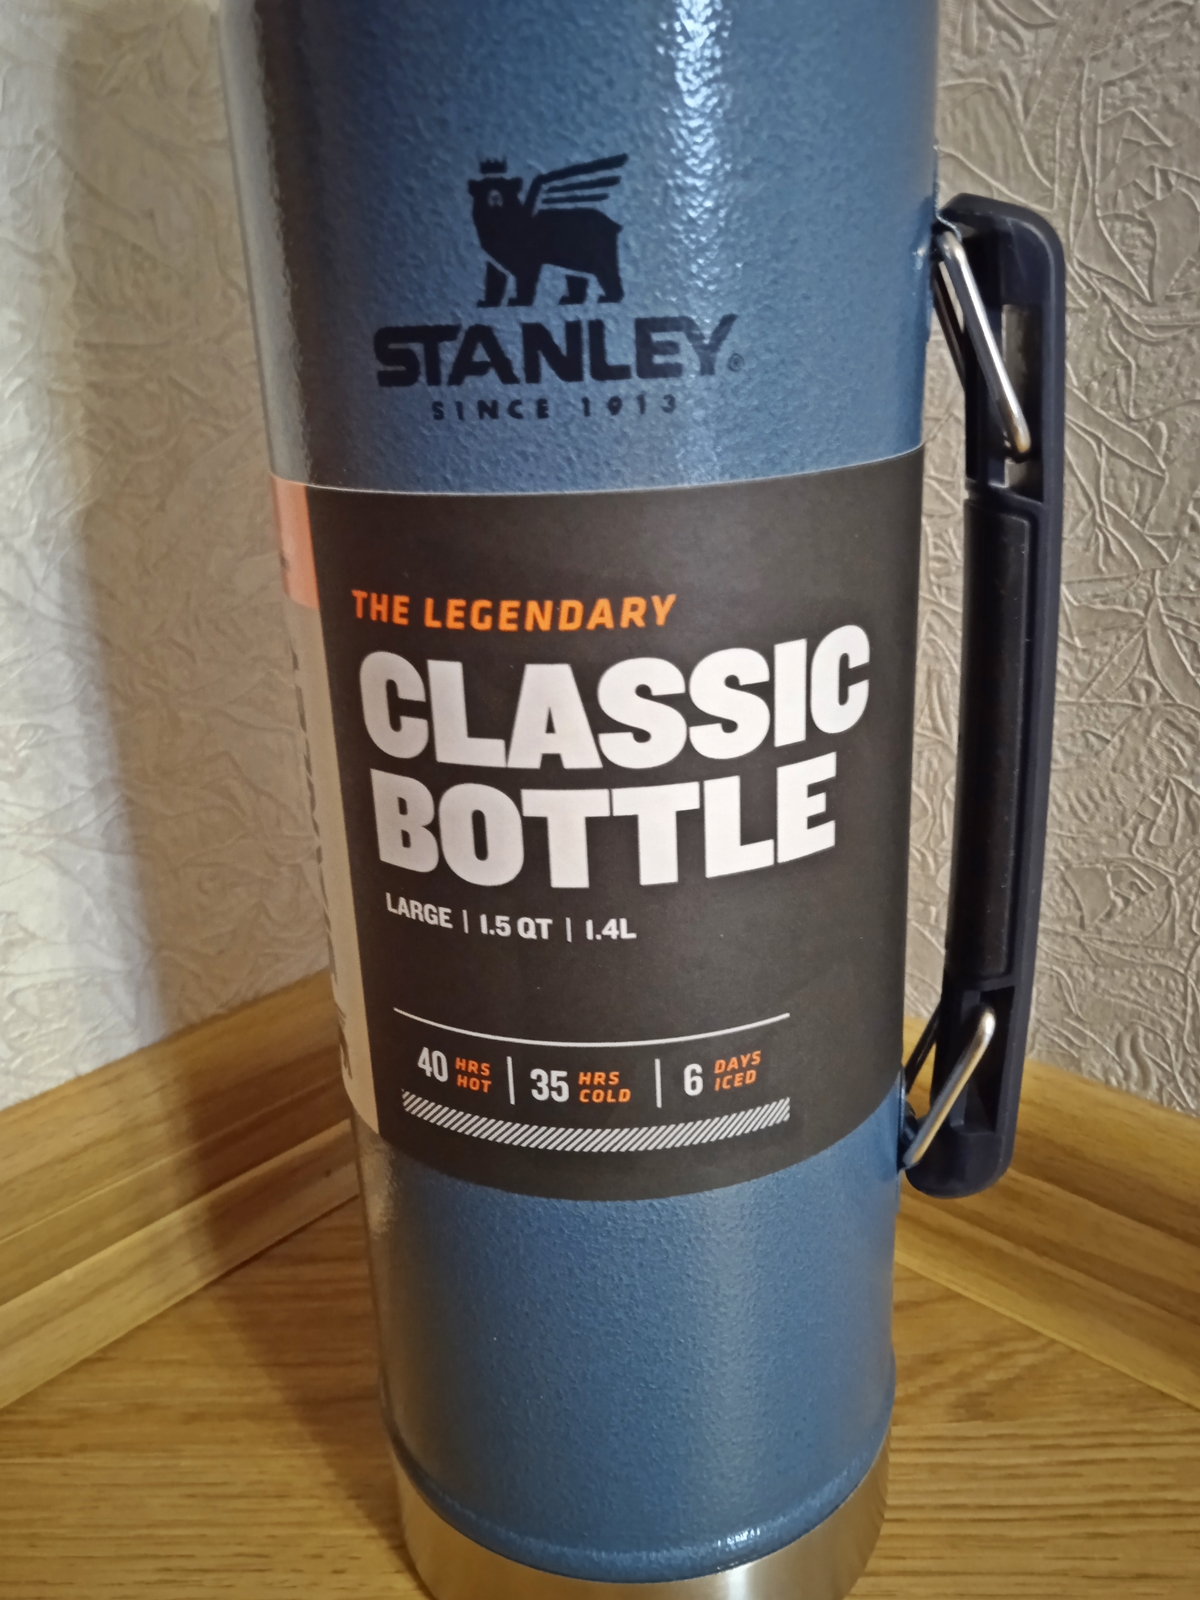 STANLEY®
SINCE 1913
THE LEGENDARY
CLASSIC
BOTTLE
LARGE | 1.5 QT | 1.4L
40 HRS HOT | 35 HRS COLD | 6 DAYS ICED